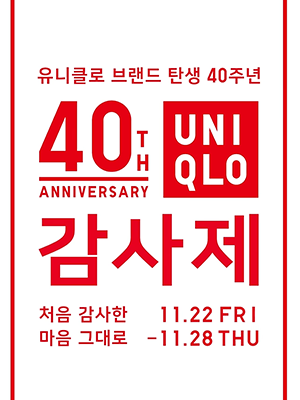 유니클로 브랜드 탄생 40주년
40TH
ANNIVERSARY
UNI
QLO
감사제
처음 감사한 11.22 FRI
마음 그대로 -11.28 THU